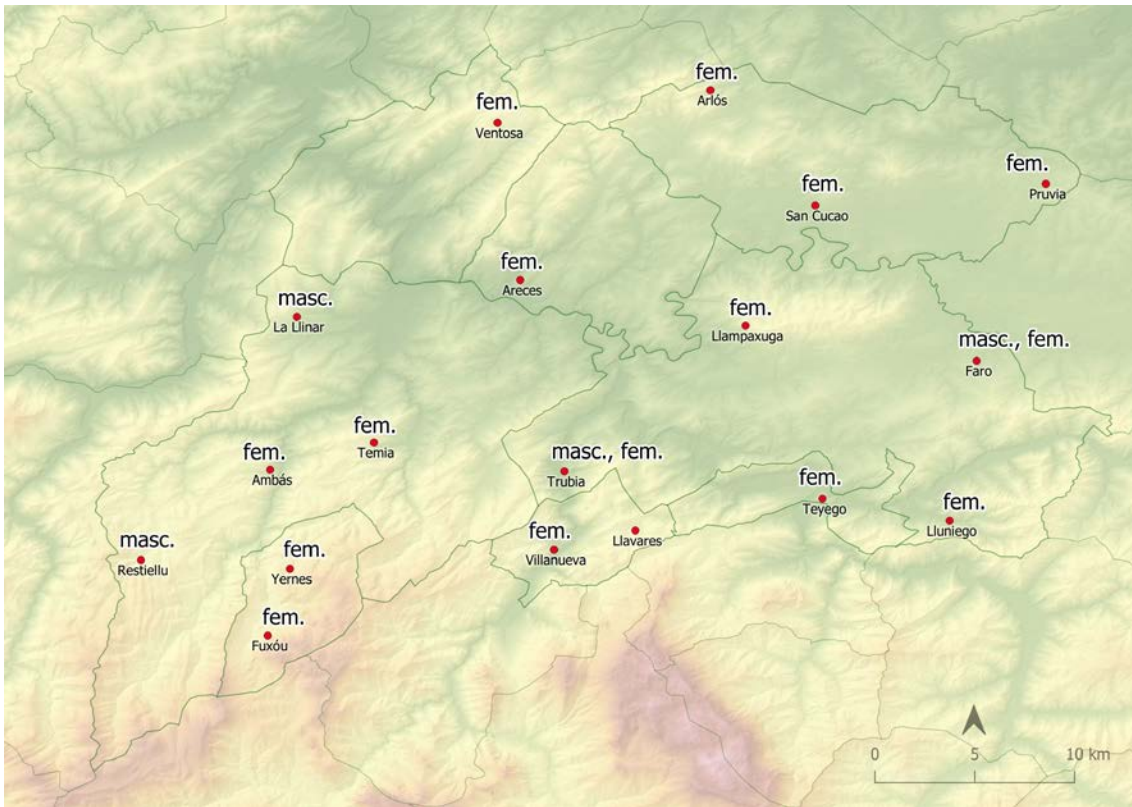 fem.
Arlós
fem.
Ventosa
fem.
Pruvia
fem.
San Cucao
fem.
Areces
masc.
La Llinar
fem.
Llampaxuga
masc., fem.
Faro
fem.
Temia
fem.
Ambás
masc., fem.
Trubia
fem.
Teyego
fem.
Lluniego
masc.
Restiellu
fem.
Yernes
fem.
Villanueva
Llavares
fem.
Fuxóu
0 5 10 km